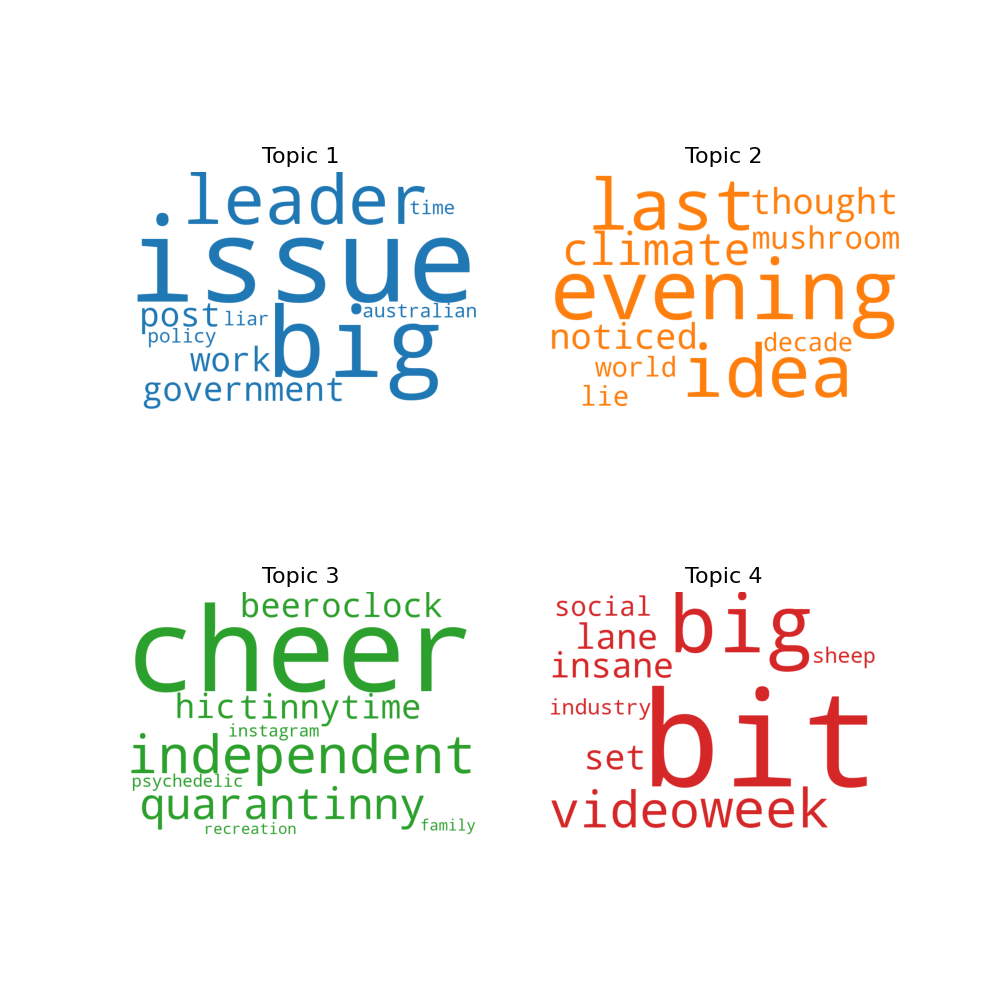 Topic 1
leader
time
issue
post
liar
australian
policy
big
work
government
Topic 2
last
thought
climate
mushroom
evening
noticed
decade
world
idea
lie
Topic 3
beeroclock
cheer
hictinnytime
instagram
independent
psychedelic
quarantinny
recreation
family
Topic 4
social
big
lane
insane
sheep
industry
bit
set
videoweek